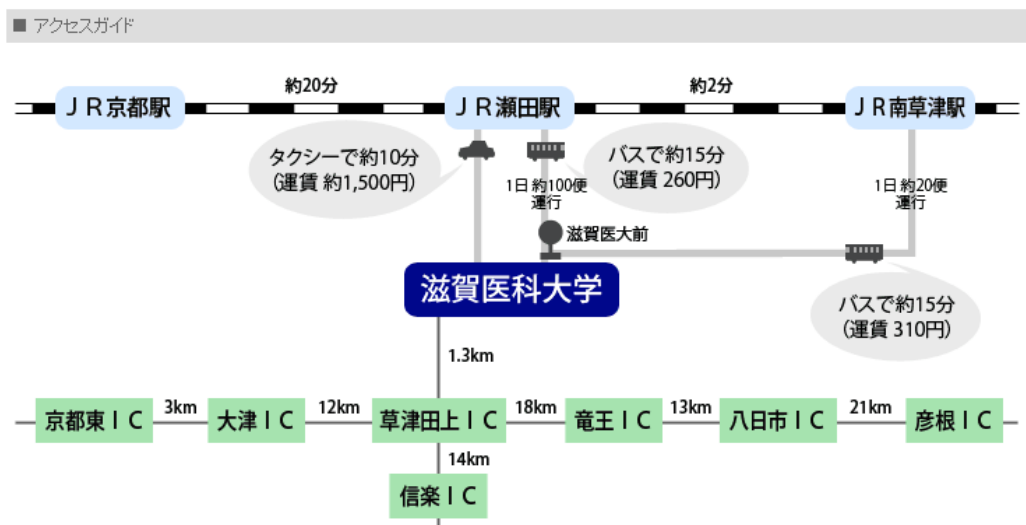 ■ アクセスガイド
約20分
約2分
ＪＲ京都駅
ＪＲ瀬田駅
ＪＲ南草津駅
タクシーで約10分
（運賃 約1,500円）
バスで約15分
（運賃 260円）
1日 約100便
運行
1日 約20便
運行
滋賀医大前
滋賀医科大学
バスで約15分
（運賃 310円）
1.3km
京都東ＩＣ
3km
大津ＩＣ
12km
草津田上ＩＣ
18km
竜王ＩＣ
13km
八日市ＩＣ
21km
彦根ＩＣ
14km
信楽ＩＣ